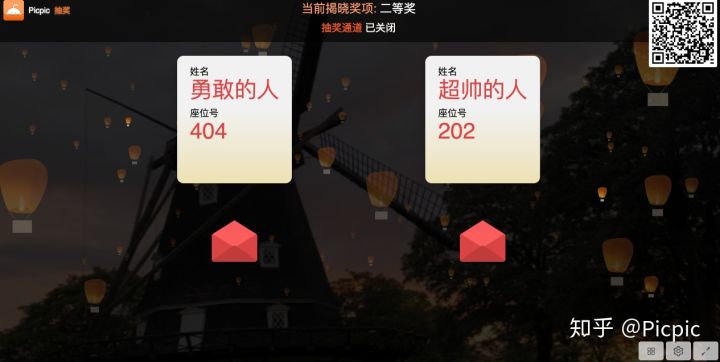 Picpic 抽奖
当前揭晓奖项: 二等奖
抽奖通道 已关闭
姓名
勇敢的人
座位号
404
姓名
超帅的人
座位号
202
知乎 @Picpic